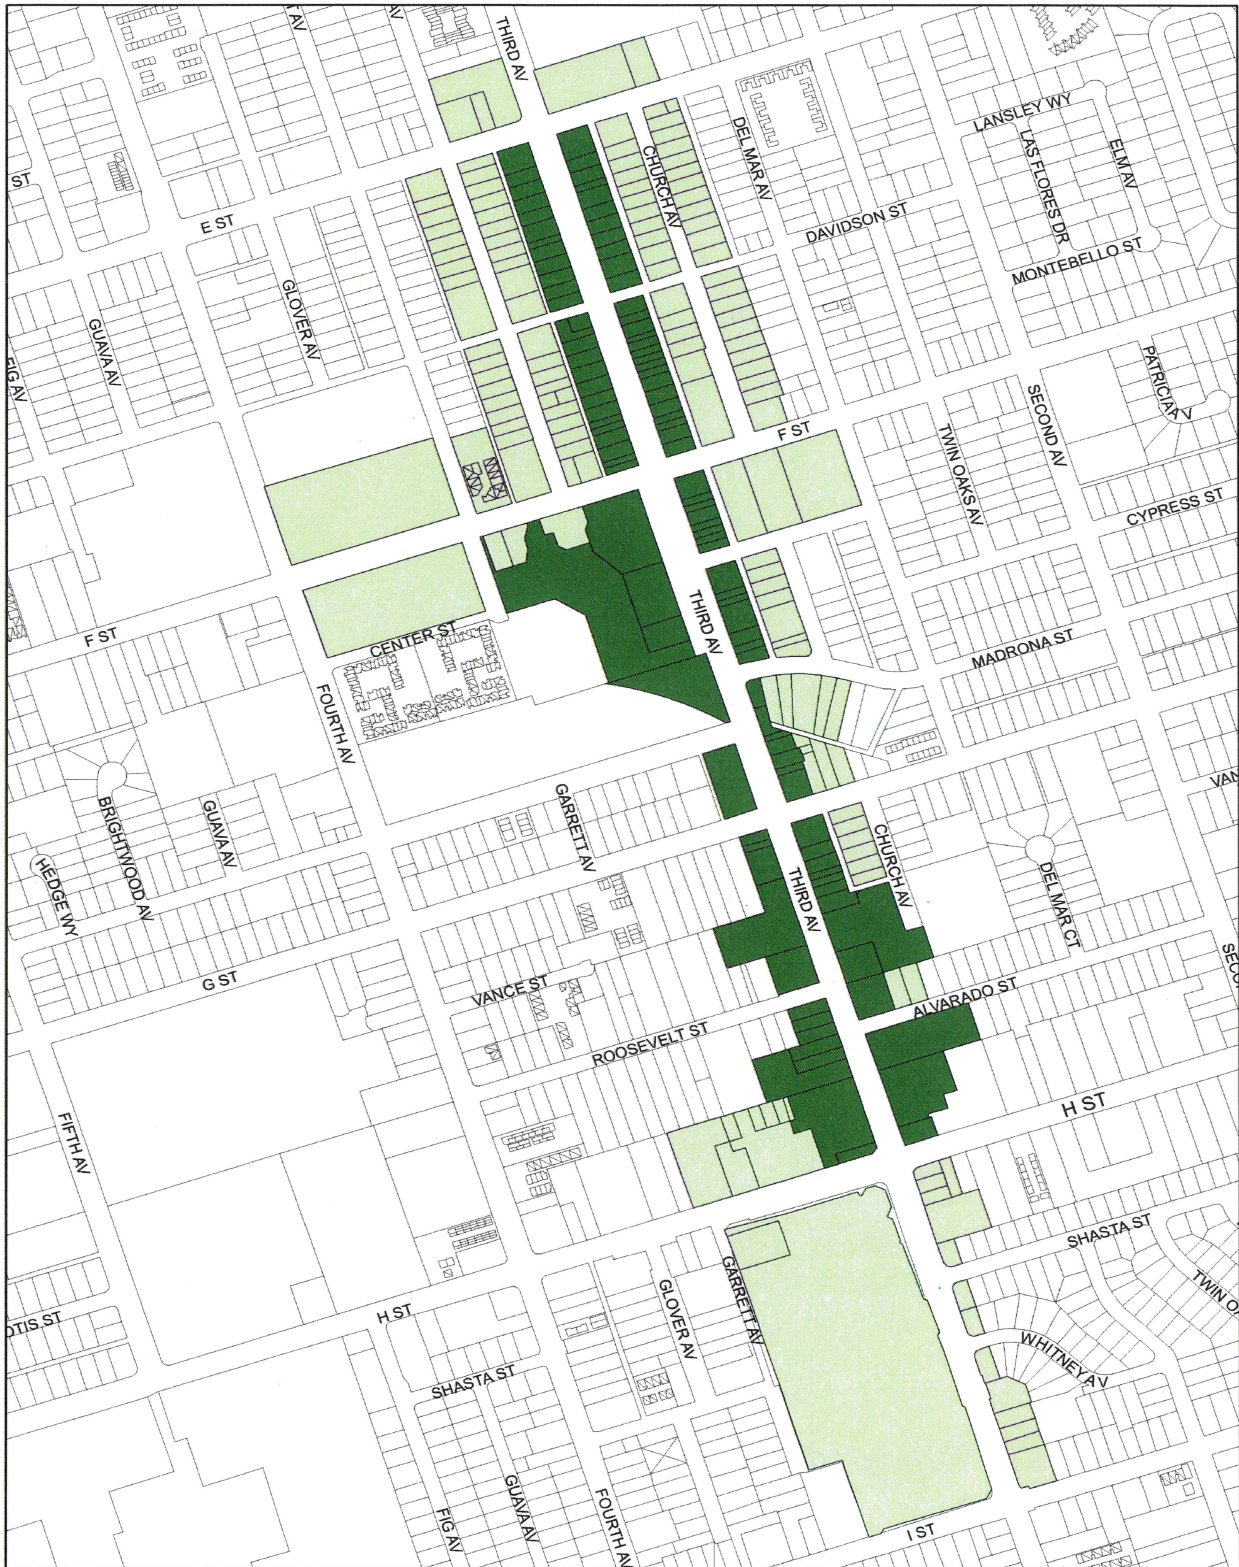 THIRD AV
LANSLEY WY
DEL MAR AV
LAS FLORES DR
ELM AV
CHURCH AV
ST
E ST
DAVIDSON ST
MONTEBELLO ST
GLOVER AV
GUAVA AV
FIG AV
PATRICIA AV
SECOND AV
F ST
TWIN OAKS AV
CYPRESS ST
THIRD AV
F ST
CENTER ST
MADRONA ST
FOURTH AV
GARRETT AV
BRIGHTWOOD AV
GUAVA AV
HEDGE WY
CHURCH AV
THIRD AV
DEL MAR CT
G ST
VANCE ST
ALVARADO ST
ROOSEVELT ST
H ST
FIFTH AV
SHASTA ST
GARRETT AV
GLOVER AV
H ST
OTIS ST
WHITNEY AV
SHASTA ST
GUAVA AV
FIG AV
FOURTH AV
I ST